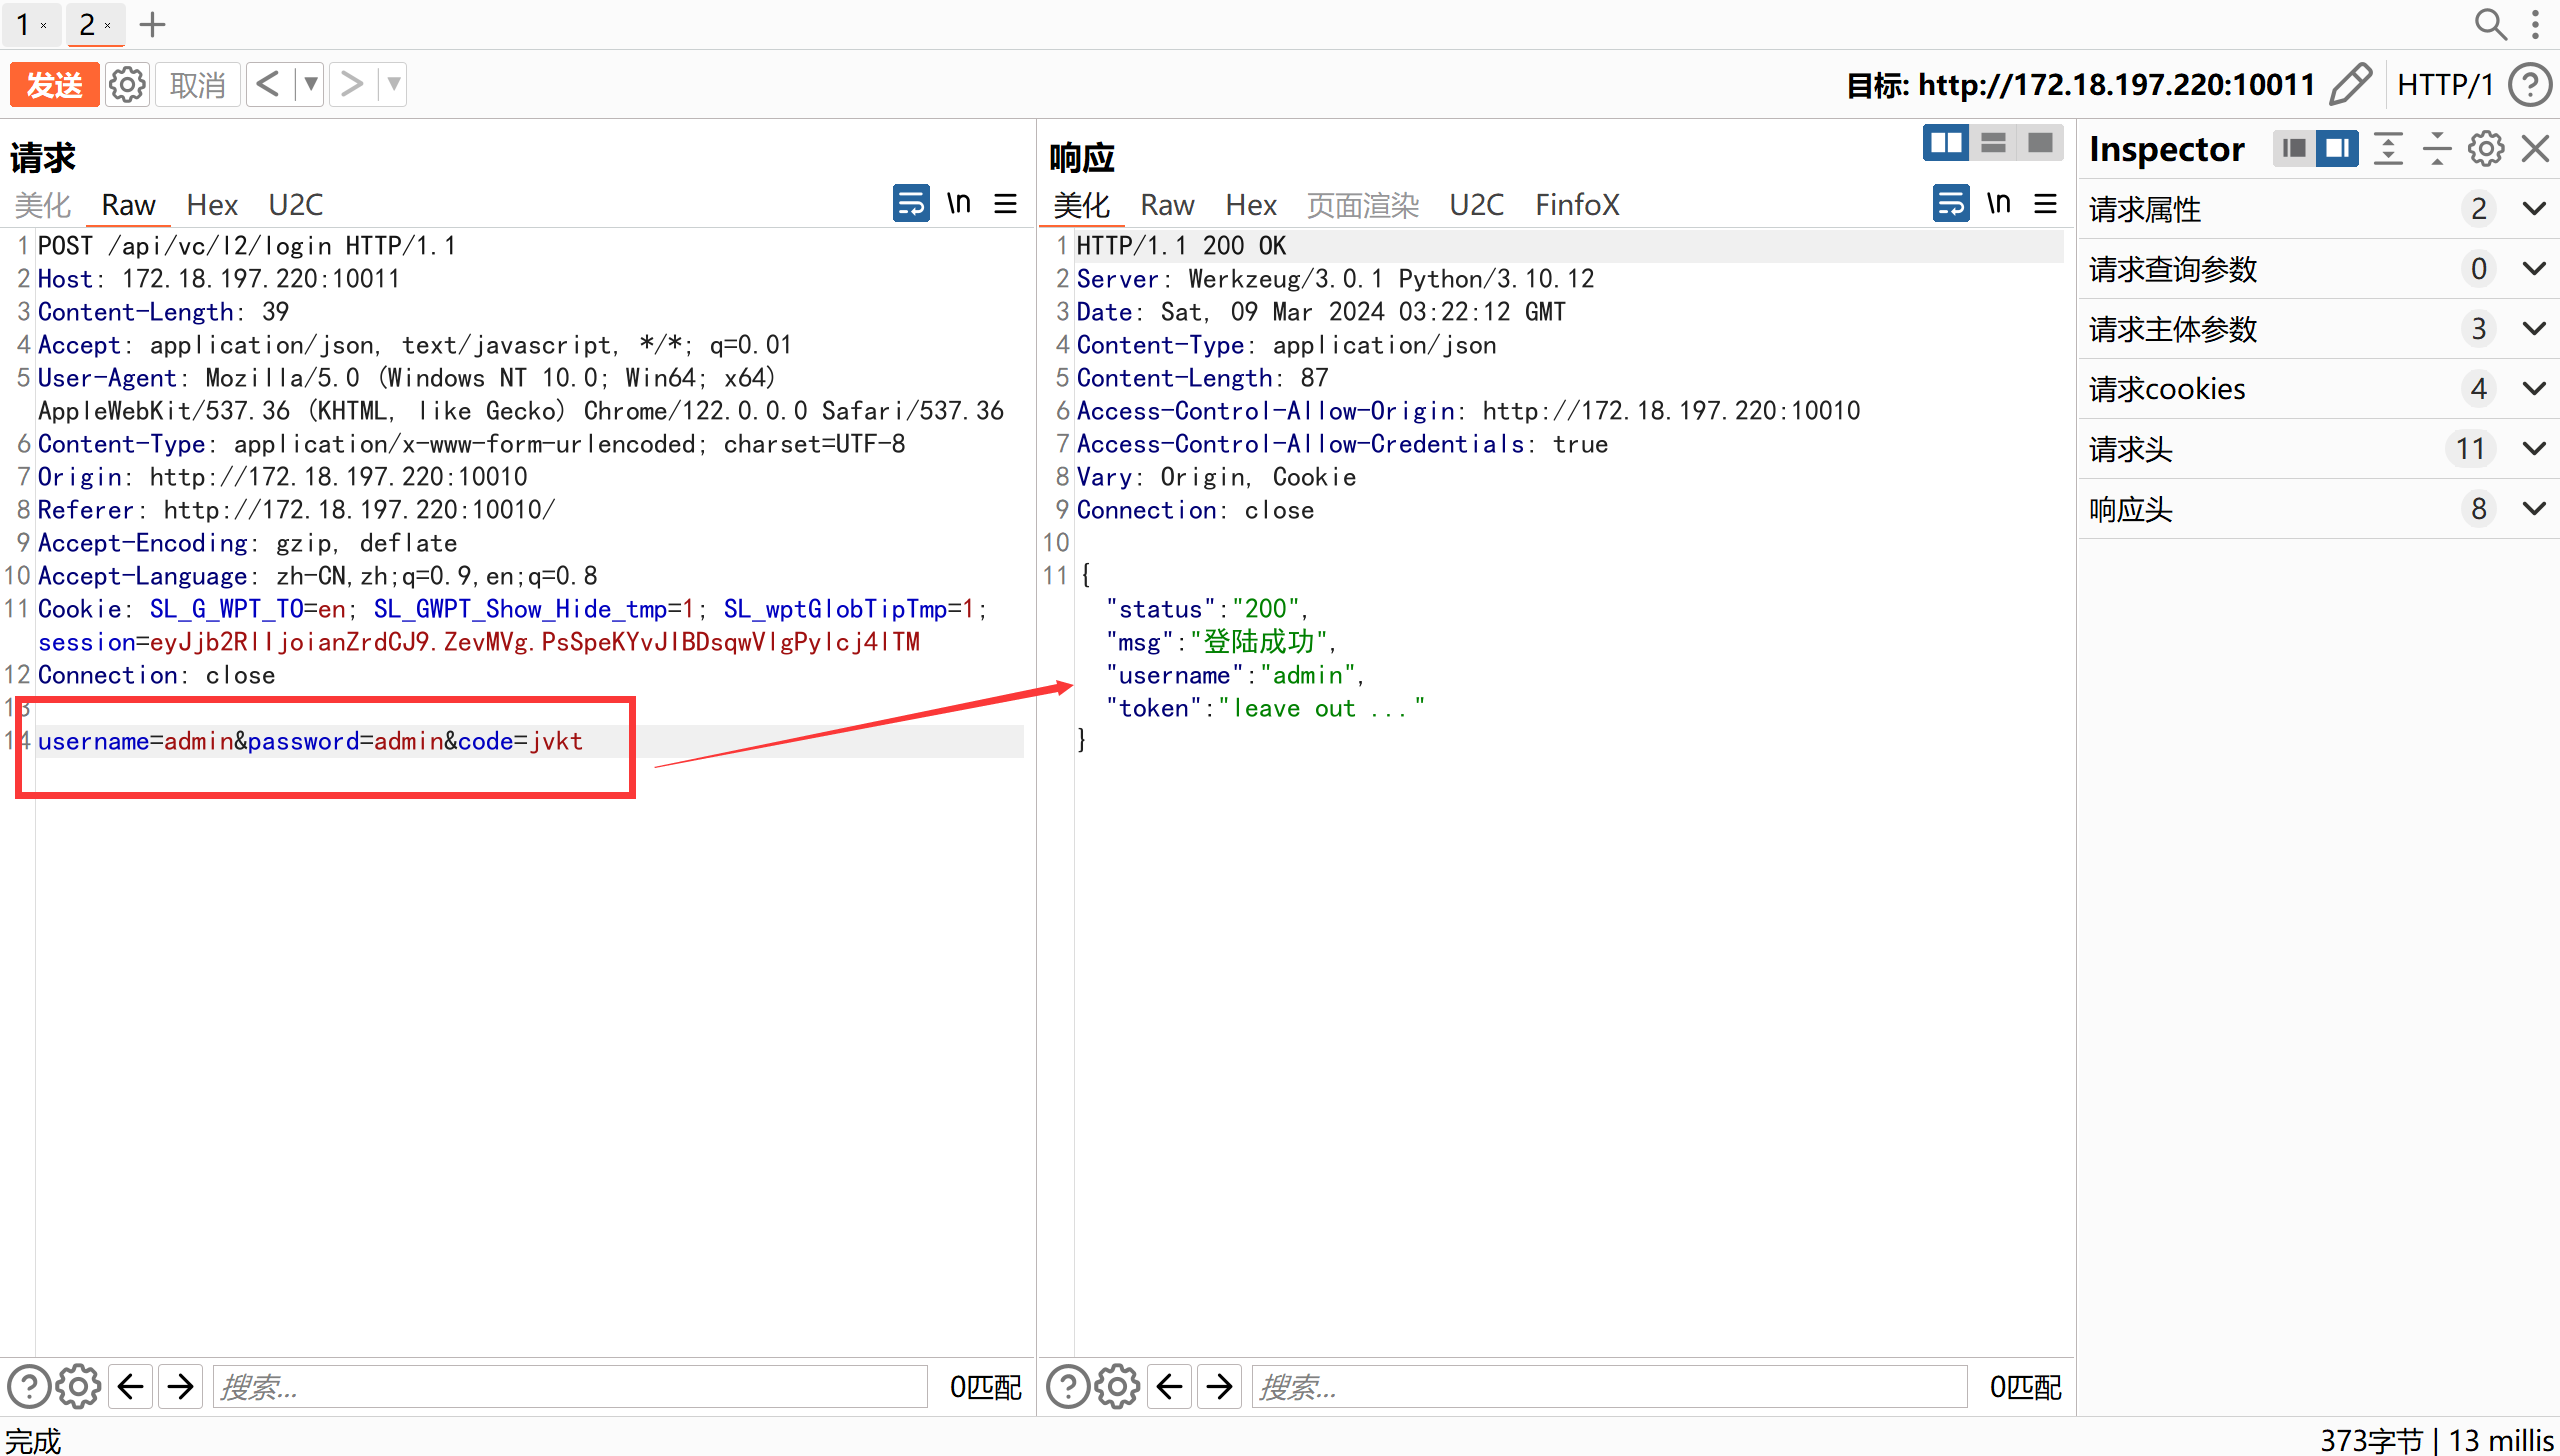 1 × 2 ×
发送 取消 < ▼ > ▼ 目标: http://172.18.197.220:10011 HTTP/1 ?
请求
美化 Raw Hex U2C \n
1 POST /api/vc/l2/login HTTP/1.1
2 Host: 172.18.197.220:10011
3 Content-Length: 39
4 Accept: application/json, text/javascript, */*; q=0.01
5 User-Agent: Mozilla/5.0 (Windows NT 10.0; Win64; x64)
AppleWebKit/537.36 (KHTML, like Gecko) Chrome/122.0.0.0 Safari/537.36
6 Content-Type: application/x-www-form-urlencoded; charset=UTF-8
7 Origin: http://172.18.197.220:10010
8 Referer: http://172.18.197.220:10010/
9 Accept-Encoding: gzip, deflate
10 Accept-Language: zh-CN,zh;q=0.9,en;q=0.8
11 Cookie: SL_G_WPT_TO=en; SL_GWPT_Show_Hide_tmp=1; SL_wptGlobTipTmp=1;
session=eyJjb2RlIjoianZrdCJ9.ZevMVg.PsSpeKYvJIBDsqwVlgPylcj4lTM
12 Connection: close
13
14 username=admin&password=admin&code=jvkt
? 搜索... 0匹配
响应
美化 Raw Hex 页面渲染 U2C FinfoX \n
1 HTTP/1.1 200 OK
2 Server: Werkzeug/3.0.1 Python/3.10.12
3 Date: Sat, 09 Mar 2024 03:22:12 GMT
4 Content-Type: application/json
5 Content-Length: 87
6 Access-Control-Allow-Origin: http://172.18.197.220:10010
7 Access-Control-Allow-Credentials: true
8 Vary: Origin, Cookie
9 Connection: close
10
11 {
"status":"200",
"msg":"登陆成功",
"username":"admin",
"token":"leave out ..."
}
? 搜索... 0匹配
Inspector
请求属性 2
请求查询参数 0
请求主体参数 3
请求cookies 4
请求头 11
响应头 8
完成 373字节 | 13 millis